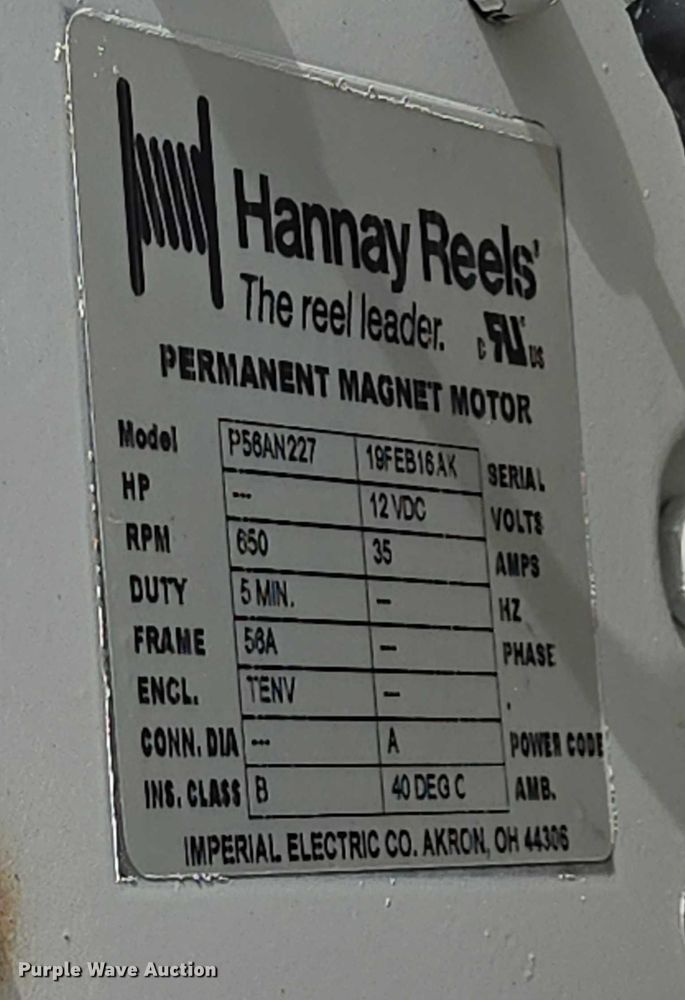 Hannay Reels'
The reel leader.
C RU US
PERMANENT MAGNET MOTOR
Model P56AN227 19FEB16AK SERIAL
HP --- 12 VDC VOLTS
RPM 650 35 AMPS
DUTY 5 MIN. – HZ
FRAME 56A – PHASE
ENCL. TENV – .
CONN. DIA --- A POWER CODE
INS. CLASS B 40 DEG C AMB.
IMPERIAL ELECTRIC CO. AKRON, OH 44306
Purple Wave Auction